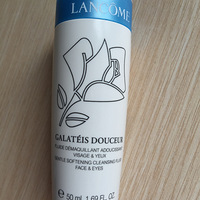 LANCÔME
GALATÉIS DOUCEUR
FLUIDE DÉMAQUILLANT ADOUCISSANT
VISAGE & YEUX
GENTLE SOFTENING CLEANSING FLUID
FACE & EYES
e 50 ml 1.69 FL.OZ